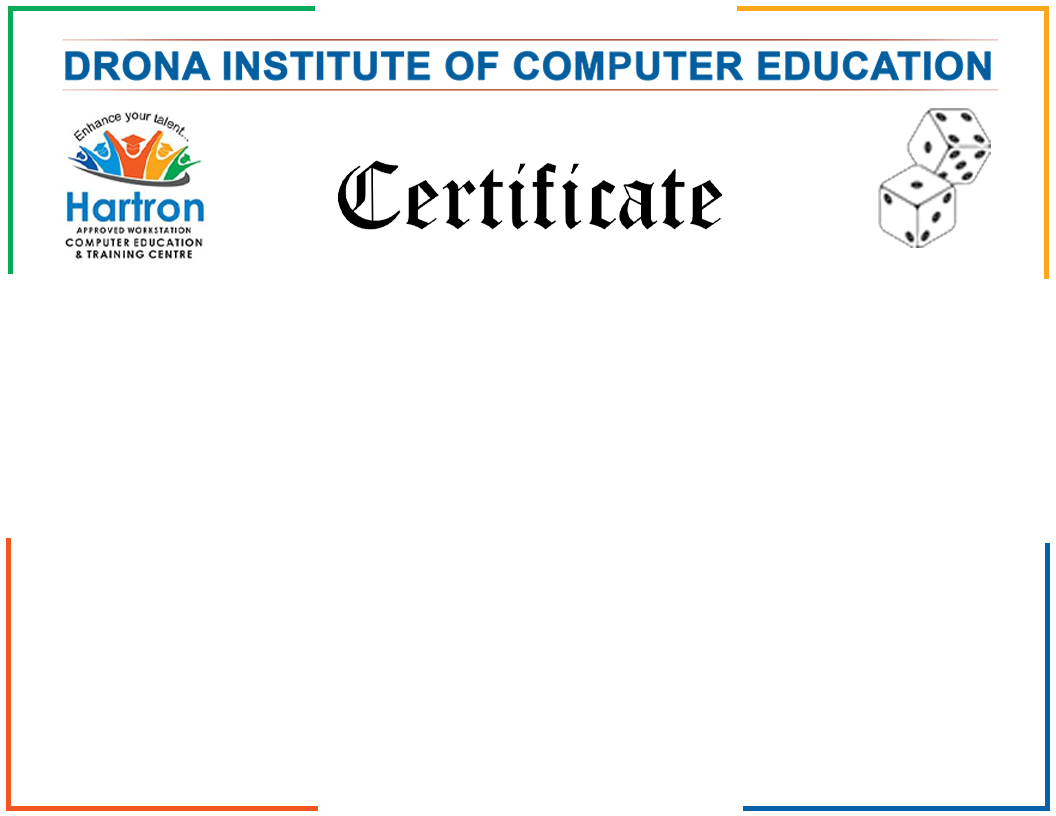 DRONA INSTITUTE OF COMPUTER EDUCATION
Enhance your talent...
Hartron
APPROVED WORKSTATION
COMPUTER EDUCATION
& TRAINING CENTRE
Certificate